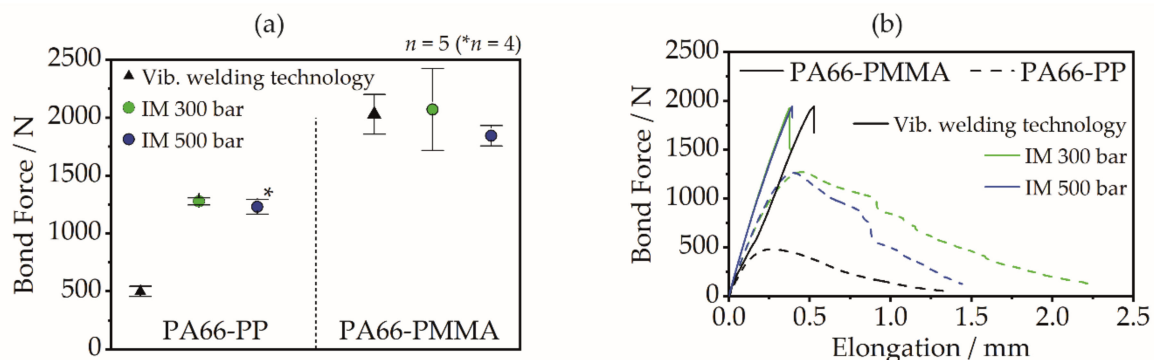 (a)
n = 5 (*n = 4)
Bond Force / N
2500
2000
1500
1000
500
0
Vib. welding technology
IM 300 bar
IM 500 bar
*
PA66-PP
PA66-PMMA
(b)
Bond Force / N
2500
2000
1500
1000
500
0
PA66-PMMA
PA66-PP
Vib. welding technology
IM 300 bar
IM 500 bar
0.0
0.5
1.0
1.5
2.0
2.5
Elongation / mm